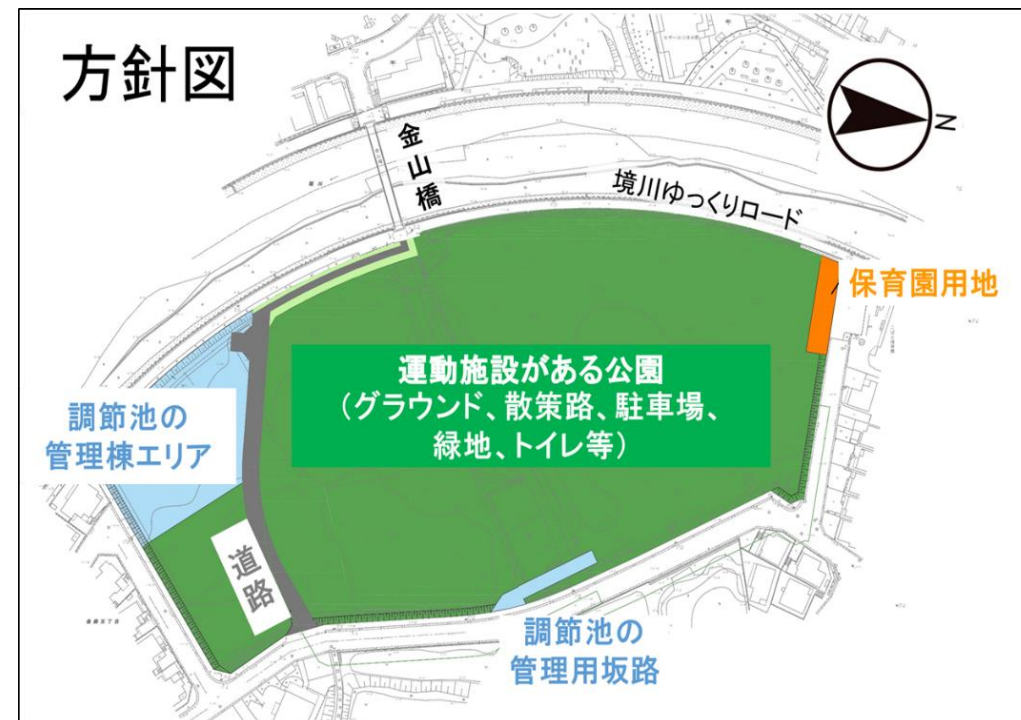 方針図
N
金山橋
境川ゆっくりロード
保育園用地
運動施設がある公園
（グラウンド、散策路、駐車場、
緑地、トイレ等）
調節池の
管理棟エリア
道路
調節池の
管理用坂路